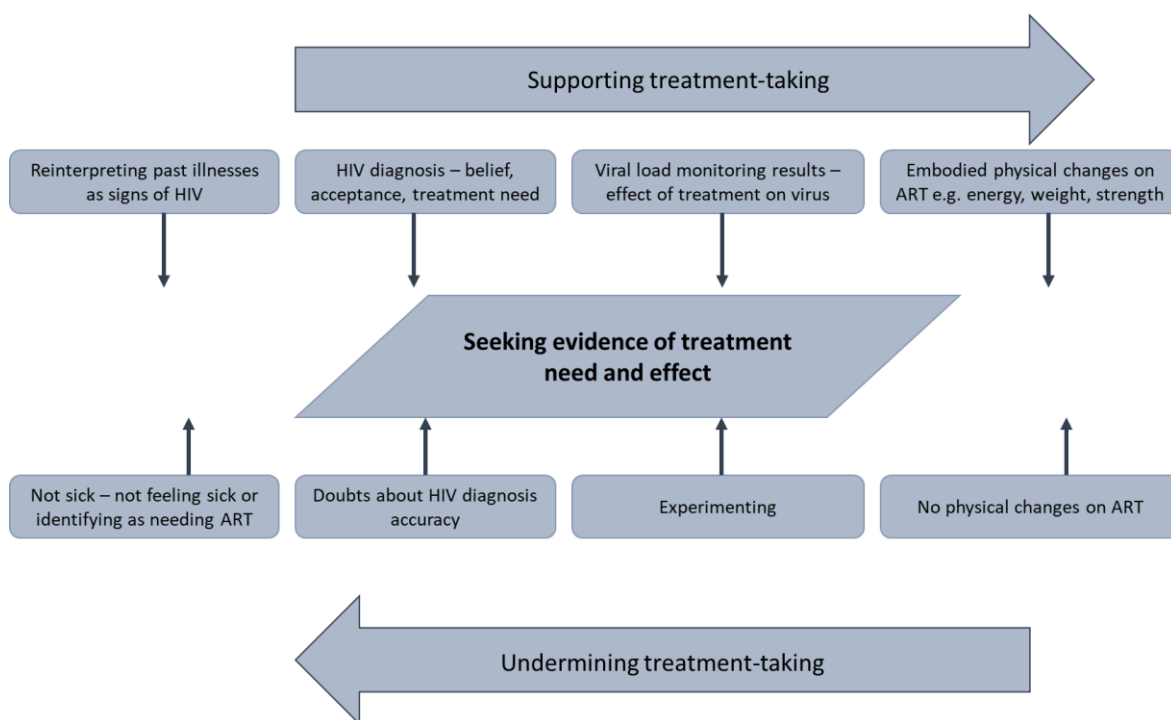 Supporting treatment-taking
Reinterpreting past illnesses
as signs of HIV
HIV diagnosis – belief,
acceptance, treatment need
Viral load monitoring results –
effect of treatment on virus
Embodied physical changes on
ART e.g. energy, weight, strength
Seeking evidence of treatment
need and effect
Not sick – not feeling sick or
identifying as needing ART
Doubts about HIV diagnosis
accuracy
Experimenting
No physical changes on ART
Undermining treatment-taking